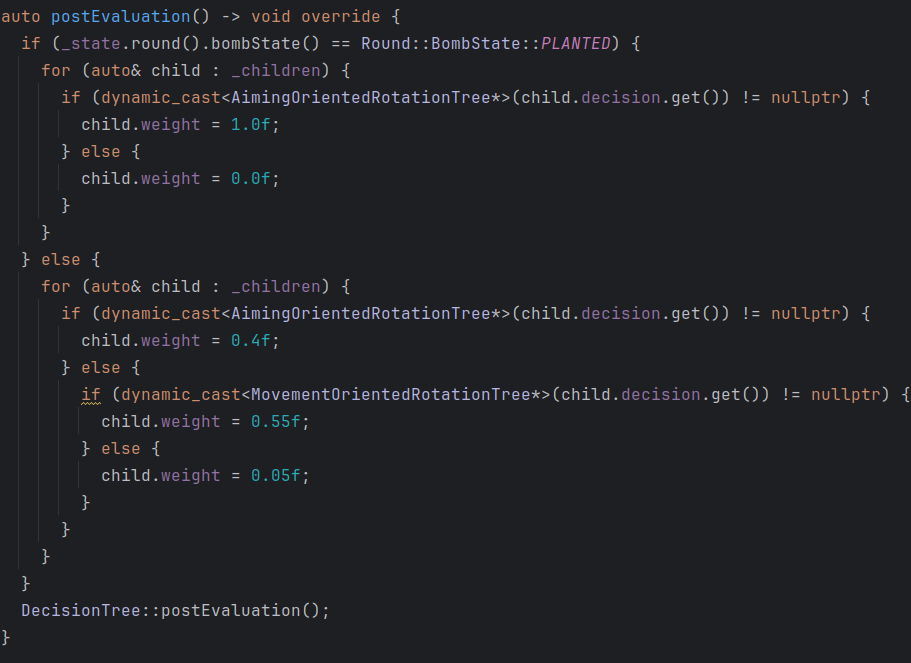 auto postEvaluation() -> void override {
  if (_state.round().bombState() == Round::BombState::PLANTED) {
    for (auto& child : _children) {
      if (dynamic_cast<AimingOrientedRotationTree*>(child.decision.get()) != nullptr) {
        child.weight = 1.0f;
      } else {
        child.weight = 0.0f;
      }
    }
  } else {
    for (auto& child : _children) {
      if (dynamic_cast<AimingOrientedRotationTree*>(child.decision.get()) != nullptr) {
        child.weight = 0.4f;
      } else {
        if (dynamic_cast<MovementOrientedRotationTree*>(child.decision.get()) != nullptr) {
          child.weight = 0.55f;
        } else {
          child.weight = 0.05f;
        }
      }
    }
  }
  DecisionTree::postEvaluation();
}